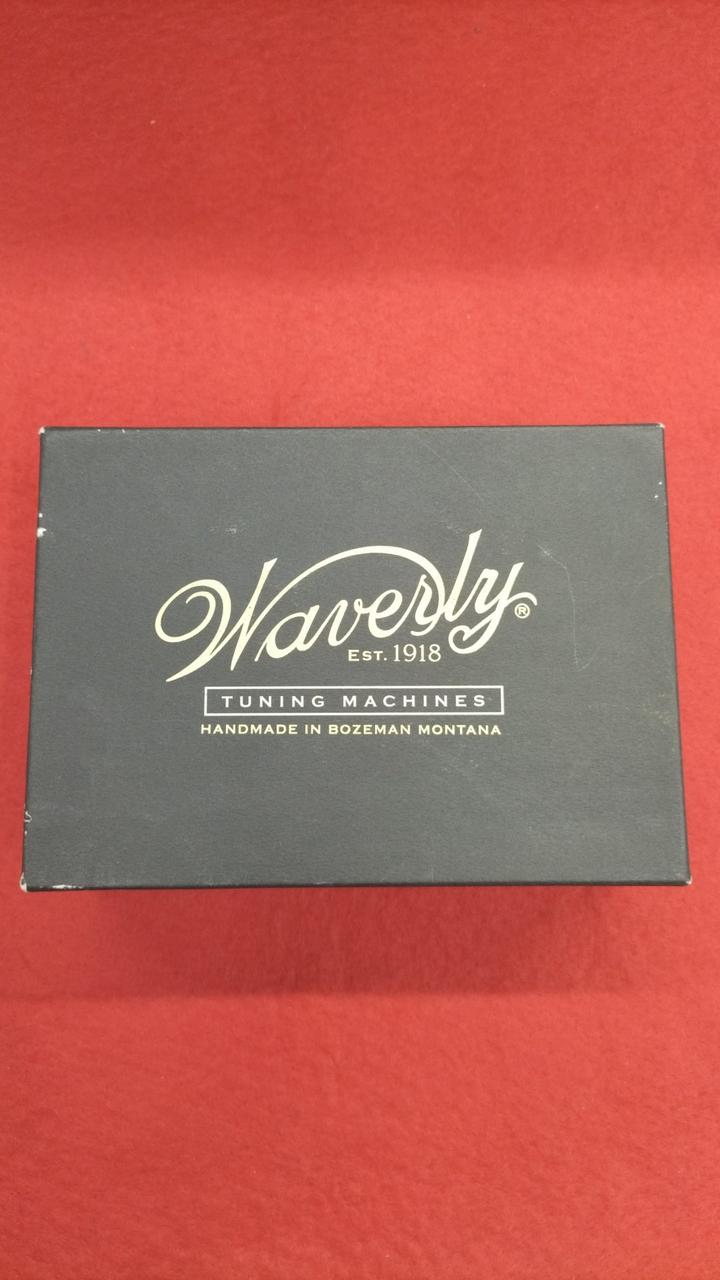 Waverly®
EST. 1918
TUNING MACHINES
HANDMADE IN BOZEMAN MONTANA